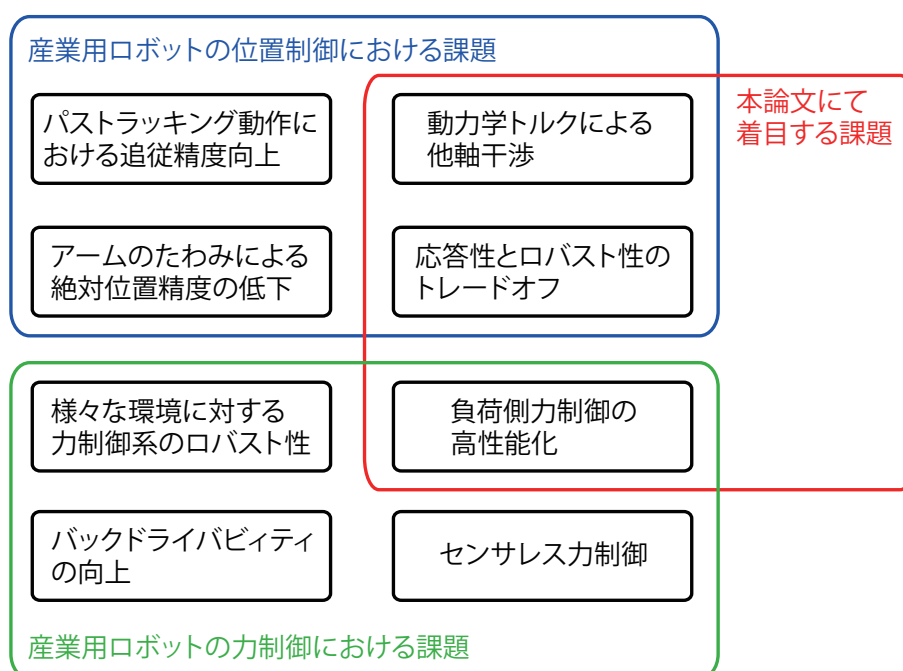 産業用ロボットの位置制御における課題
本論文にて
着目する課題
パストラッキング動作に
おける追従精度向上
動力学トルクによる
他軸干渉
アームのたわみによる
絶対位置精度の低下
応答性とロバスト性の
トレードオフ
様々な環境に対する
力制御系のロバスト性
負荷側力制御の
高性能化
バックドライバビィティ
の向上
センサレス力制御
産業用ロボットの力制御における課題